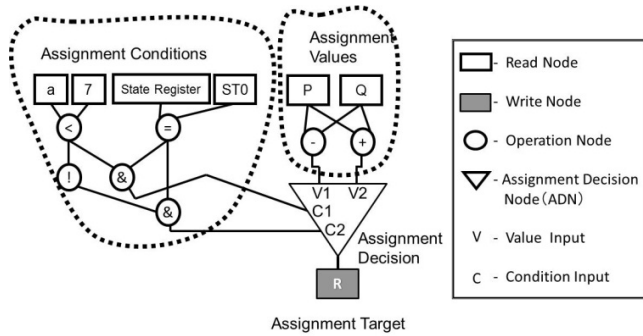 Assignment Conditions
Assignment
Values
a
7
State Register
ST0
P
Q
<
=
-
+
!
&
&
V1
V2
C1
C2
Assignment
Decision
R
Assignment Target
- Read Node
- Write Node
- Operation Node
- Assignment Decision
Node(ADN)
V - Value Input
C - Condition Input